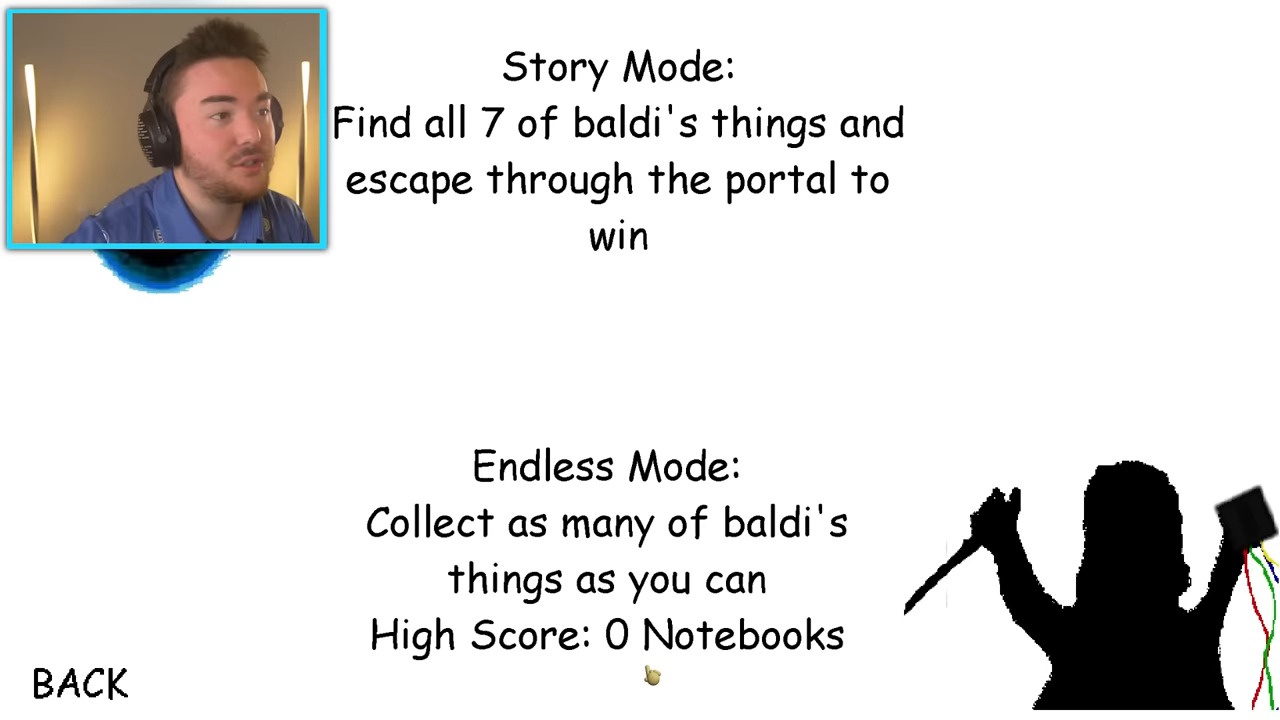 Story Mode:
Find all 7 of baldi's things and
escape through the portal to
win
Endless Mode:
Collect as many of baldi's
things as you can
High Score: 0 Notebooks
BACK